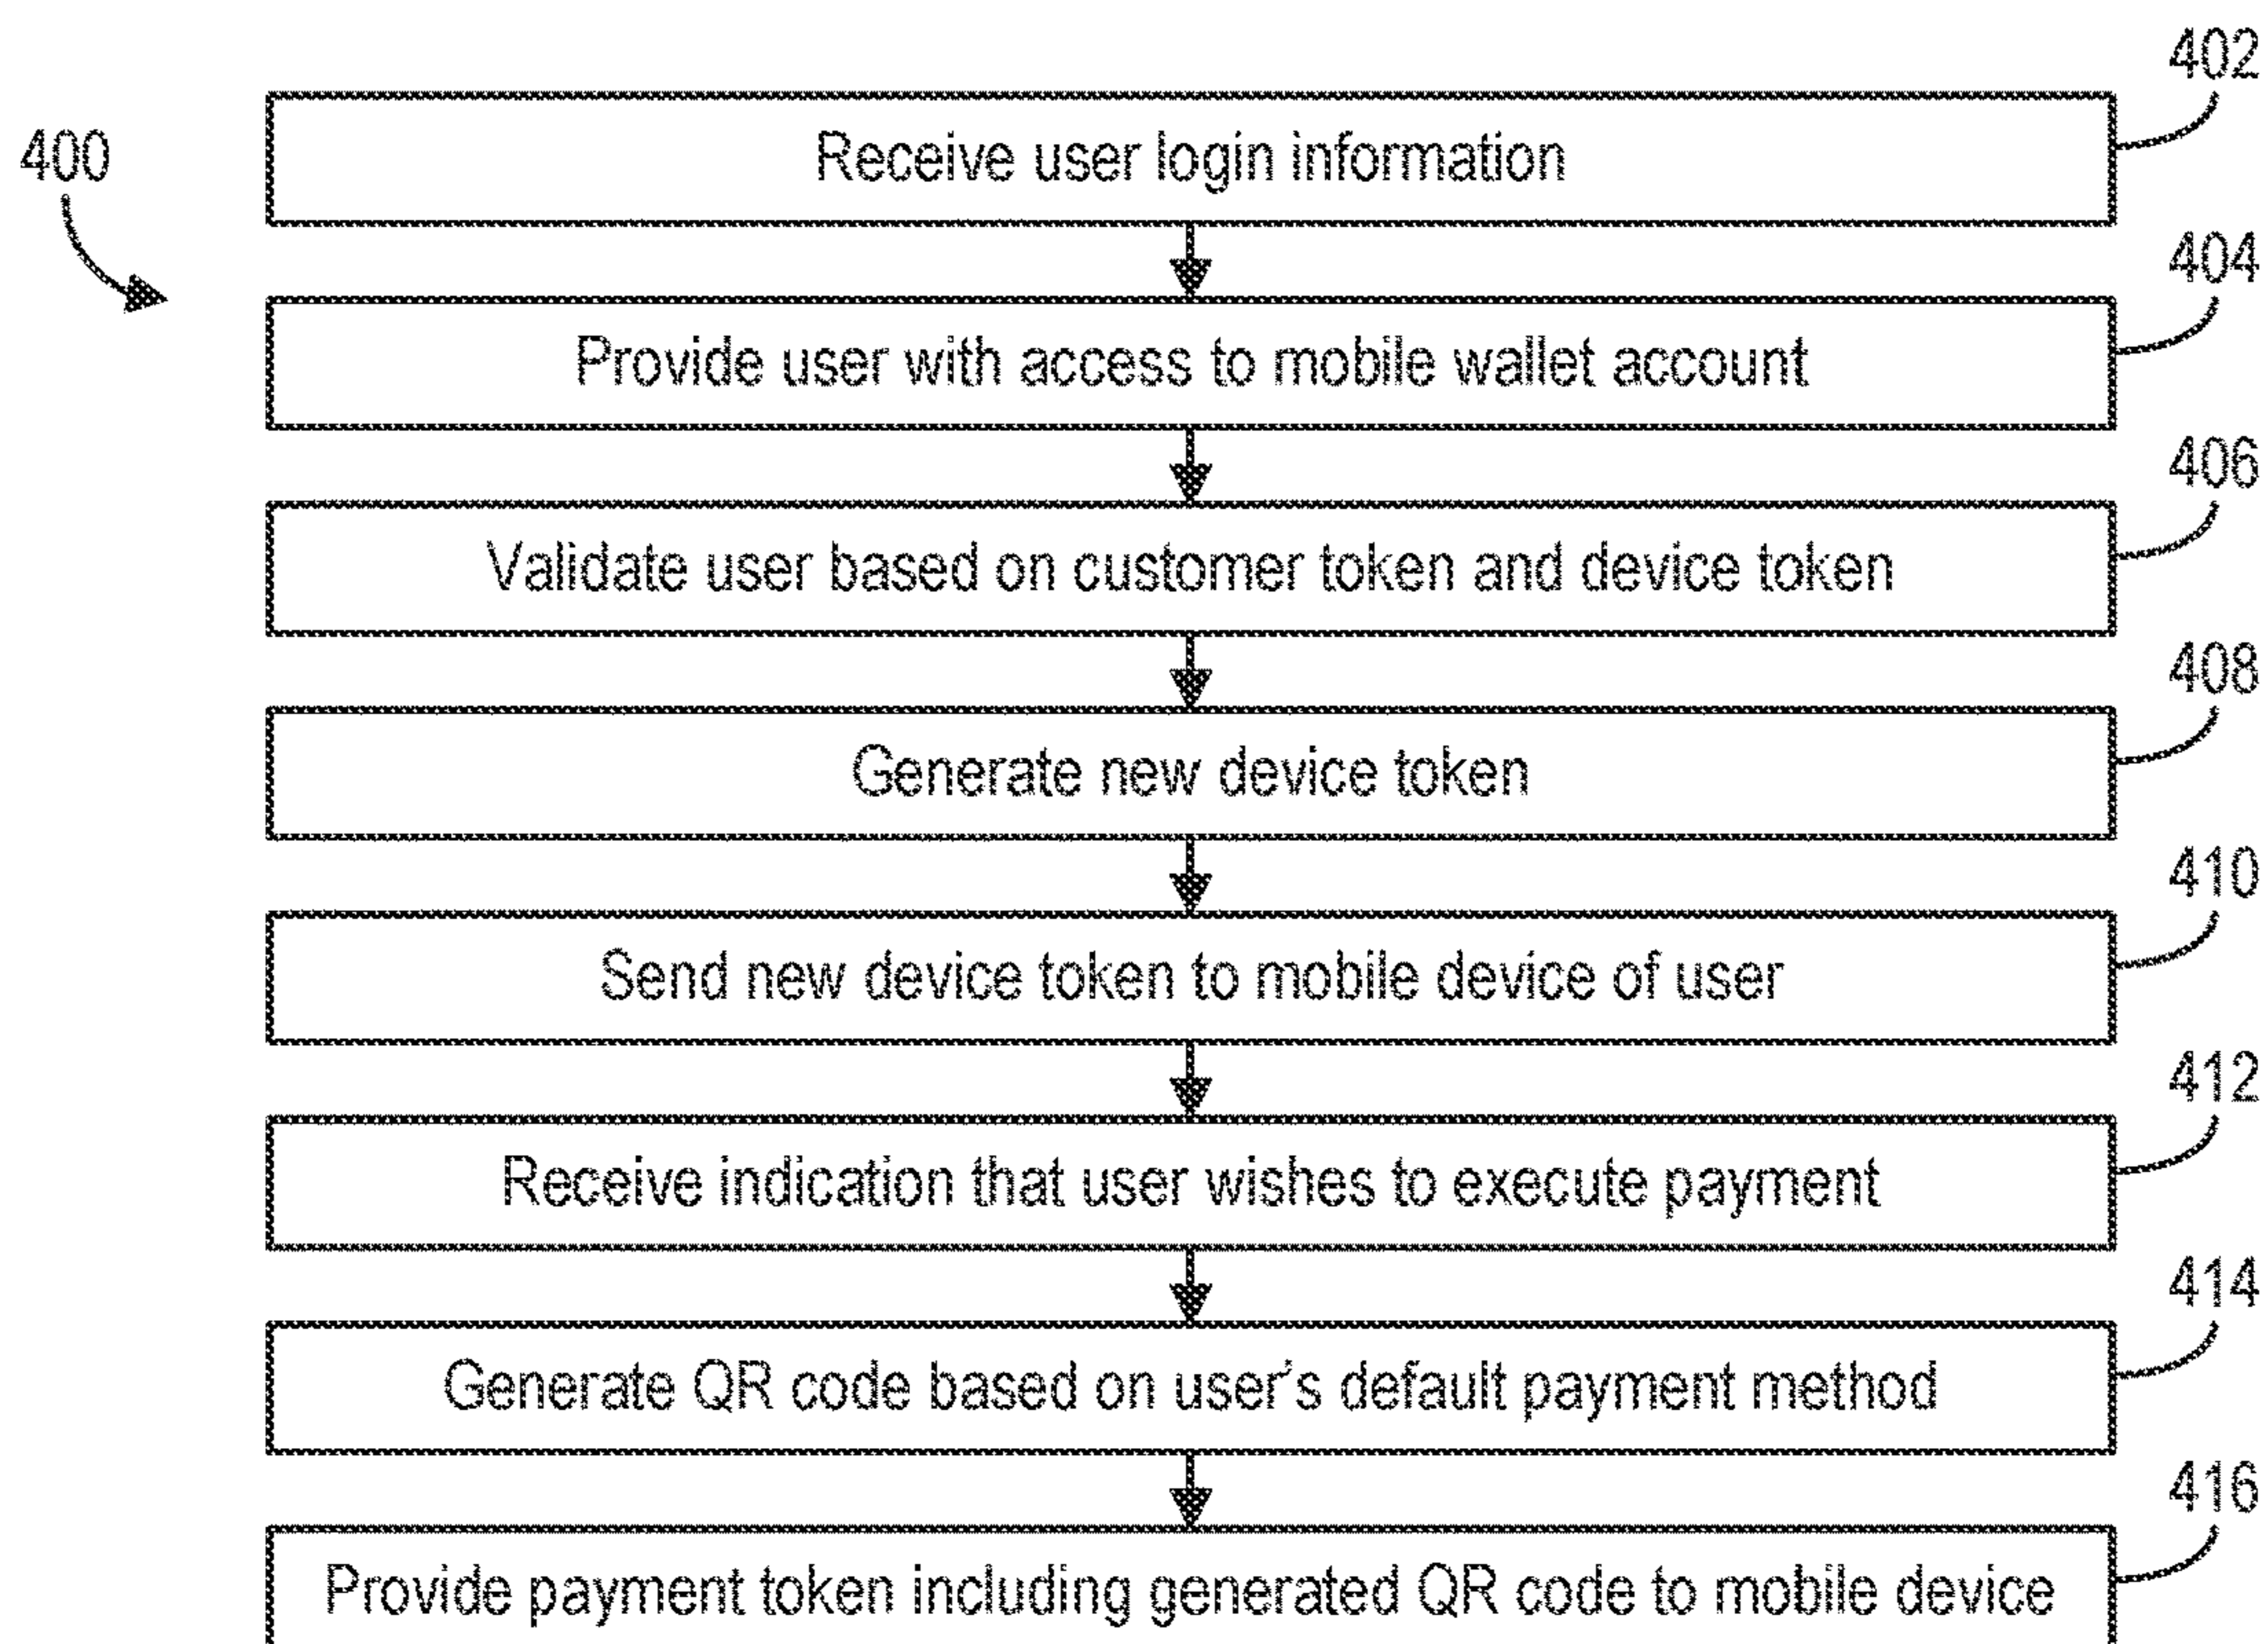 402
Receive user login information
400
404
Provide user with access to mobile wallet account
406
Validate user based on customer token and device token
408
Generate new device token
410
Send new device token to mobile device of user
412
Receive indication that user wishes to execute payment
414
Generate QR code based on user's default payment method
416
Provide payment token including generated QR code to mobile device